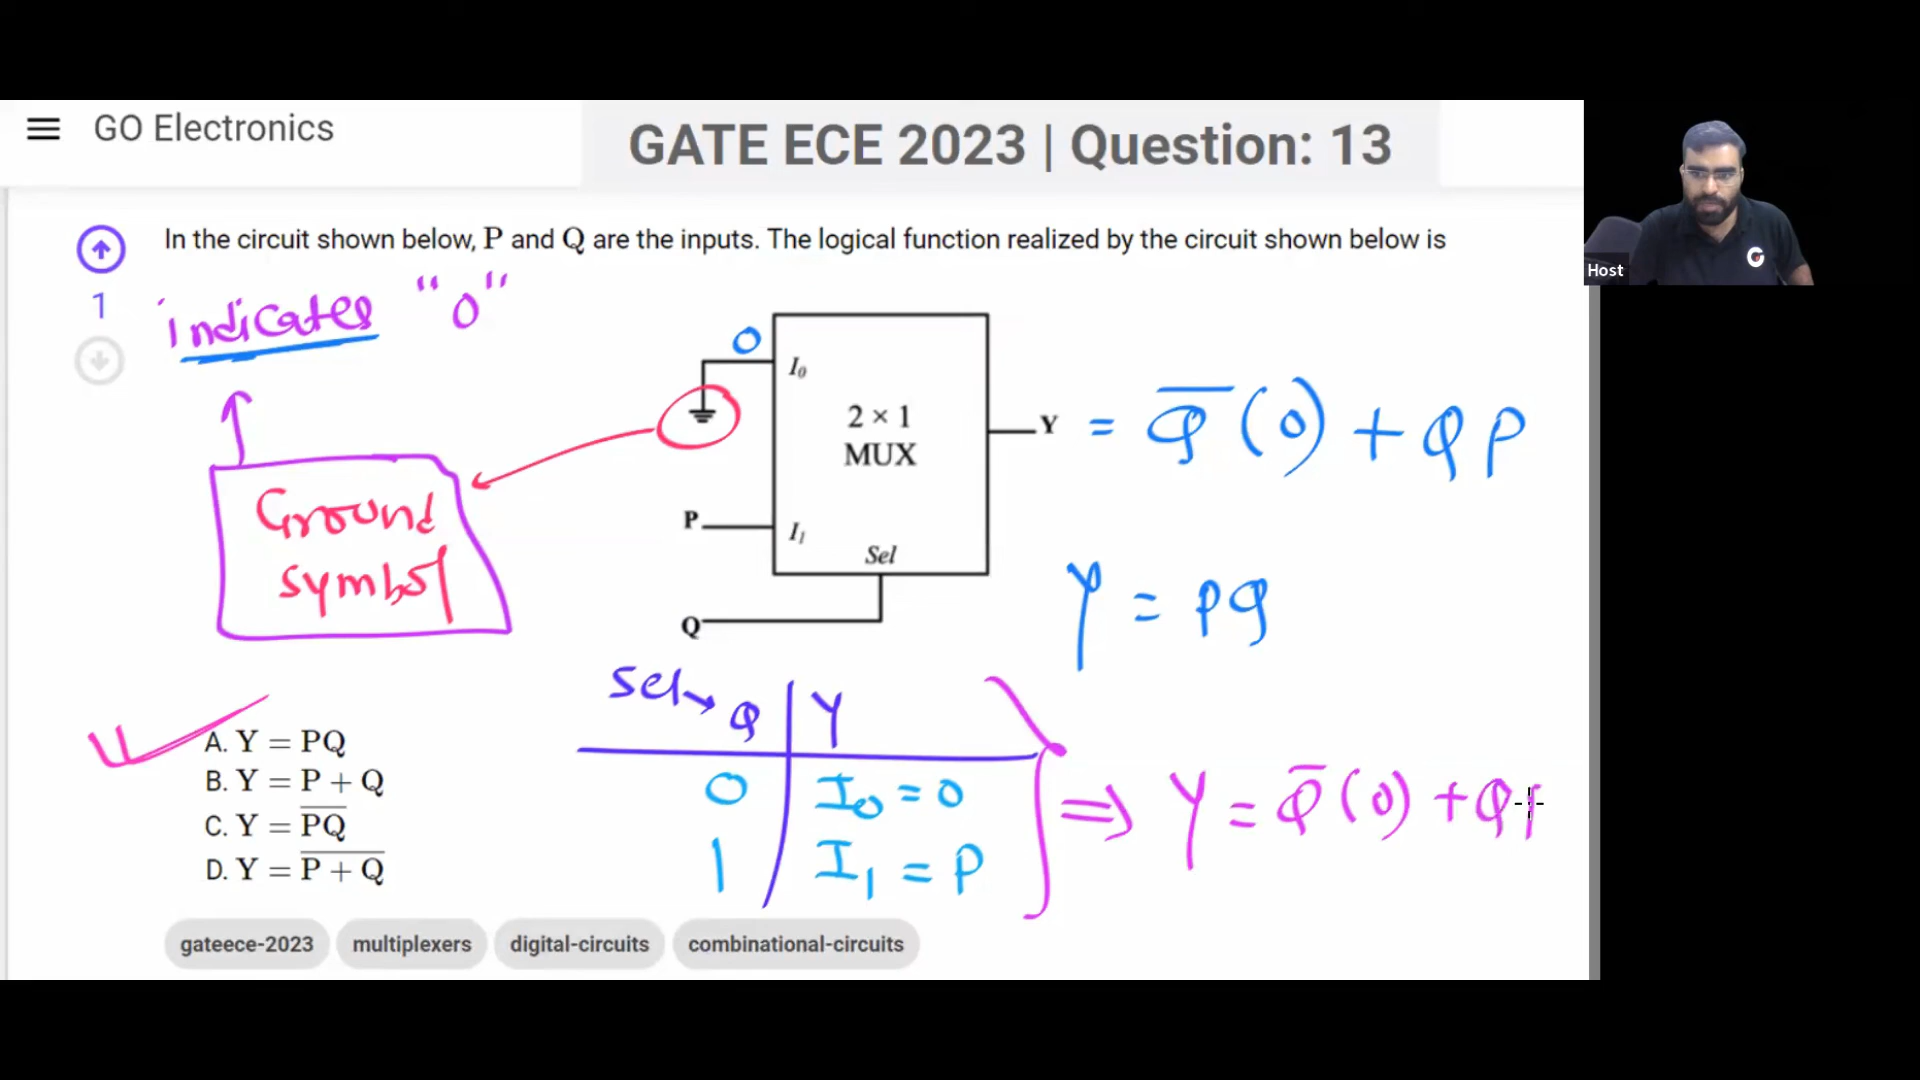 GO Electronics
GATE ECE 2023 | Question: 13
Host
1
In the circuit shown below, P and Q are the inputs. The logical function realized by the circuit shown below is
indicates "0"
0
I₀
2 × 1
MUX
Y = Q̅ (0) + QP
Ground
symbol
P
I₁
Sel
Q
Y = PQ
Sel→ Q | Y
0 | I₀ = 0
1 | I₁ = P
⇒ Y = Q̅ (0) + QP
A. Y = PQ
B. Y = P + Q
C. Y = P̅Q̅
D. Y = P̅ ̅+̅ ̅Q̅
gateece-2023
multiplexers
digital-circuits
combinational-circuits